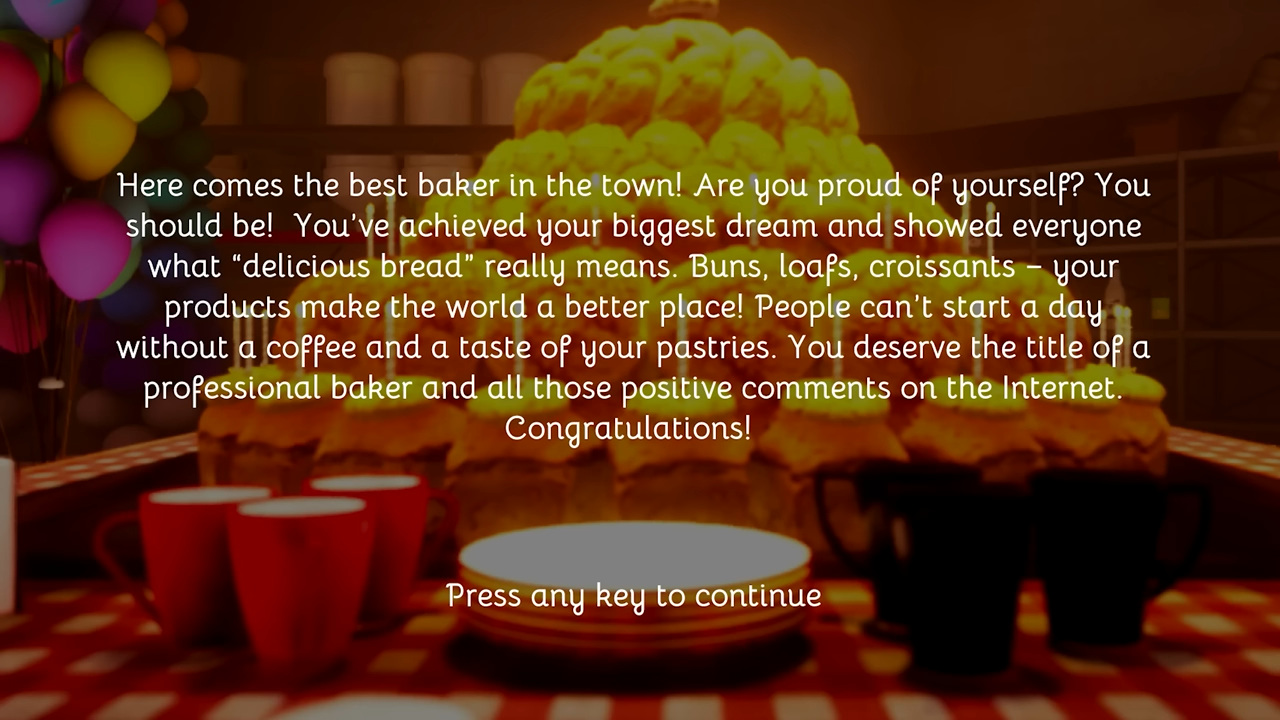 Here comes the best baker in the town! Are you proud of yourself? You
should be!  You've achieved your biggest dream and showed everyone
what “delicious bread” really means. Buns, loafs, croissants – your
products make the world a better place! People can't start a day
without a coffee and a taste of your pastries. You deserve the title of a
professional baker and all those positive comments on the Internet.
Congratulations!
Press any key to continue